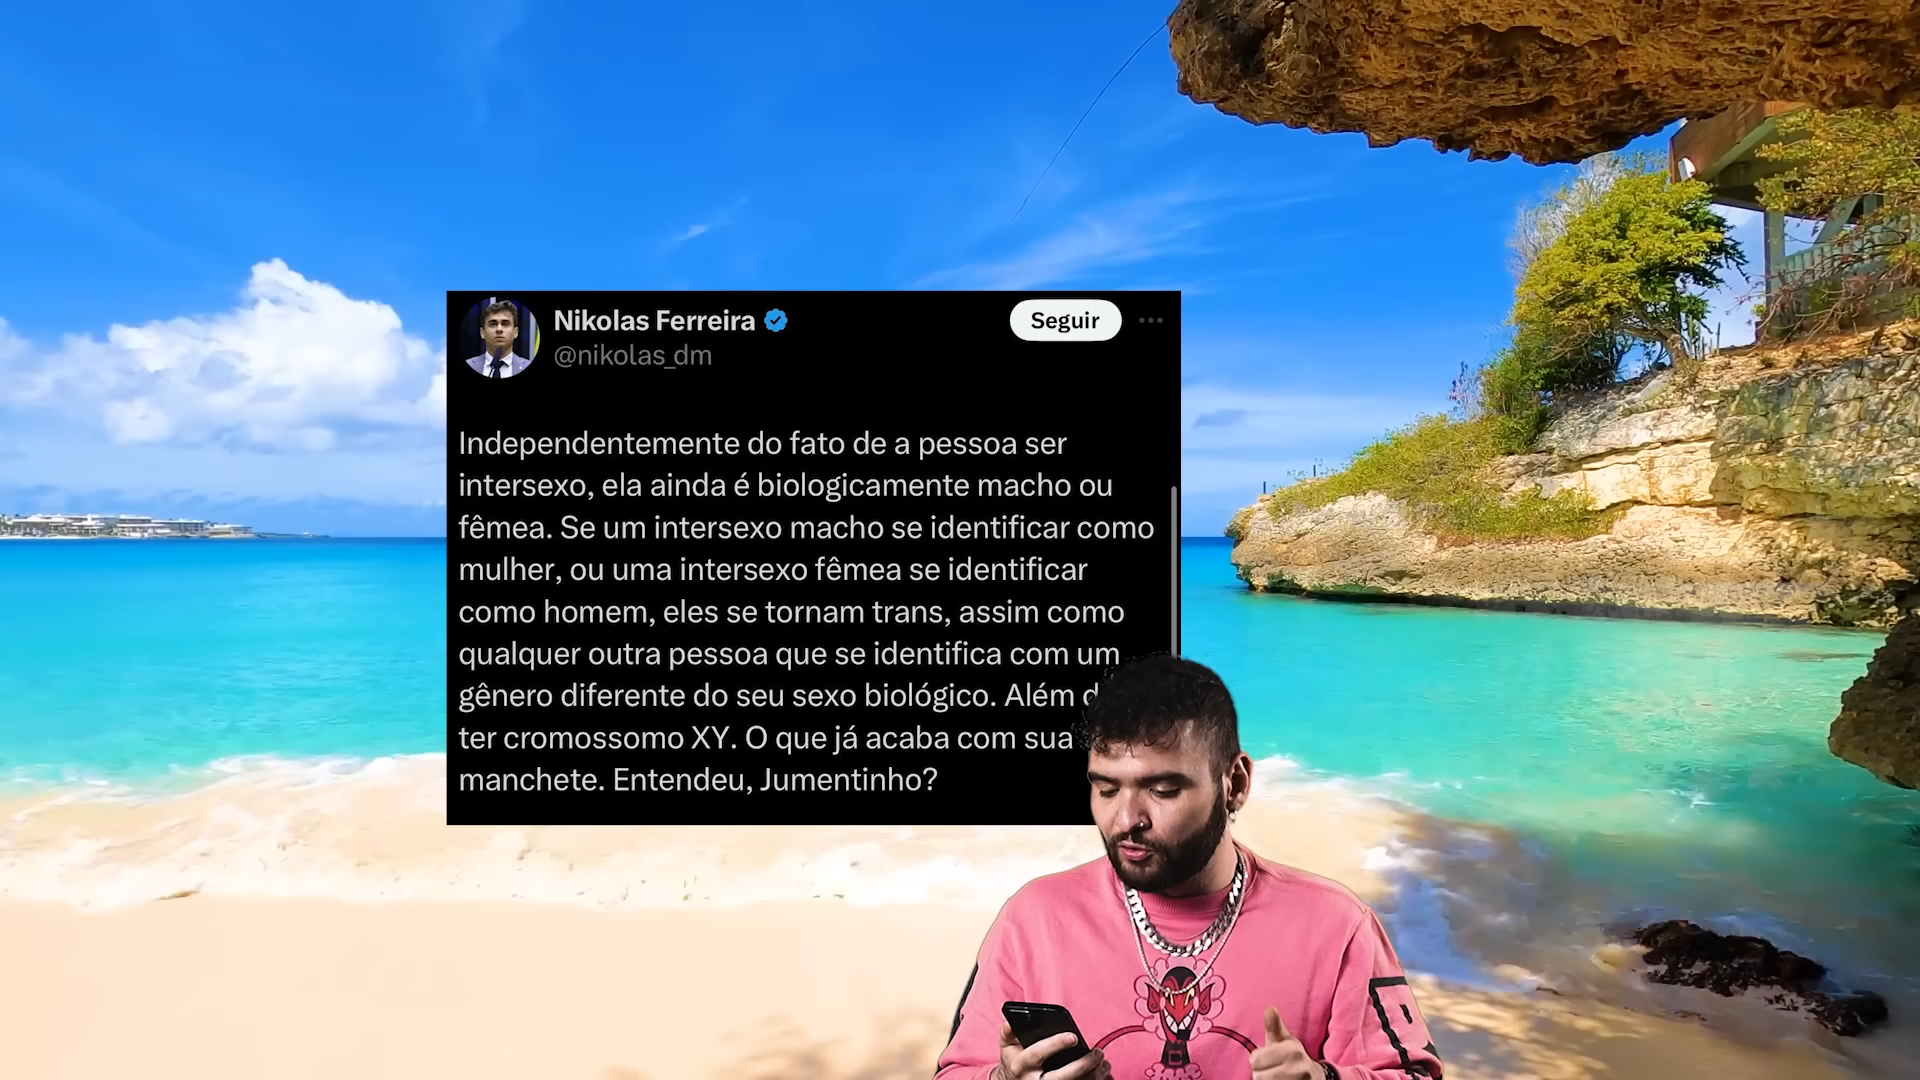 Nikolas Ferreira
Seguir
@nikolas_dm
Independentemente do fato de a pessoa ser
intersexo, ela ainda é biologicamente macho ou
fêmea. Se um intersexo macho se identificar como
mulher, ou uma intersexo fêmea se identificar
como homem, eles se tornam trans, assim como
qualquer outra pessoa que se identifica com um
gênero diferente do seu sexo biológico. Além
ter cromossomo XY. O que já acaba com sua
manchete. Entendeu, Jumentinho?